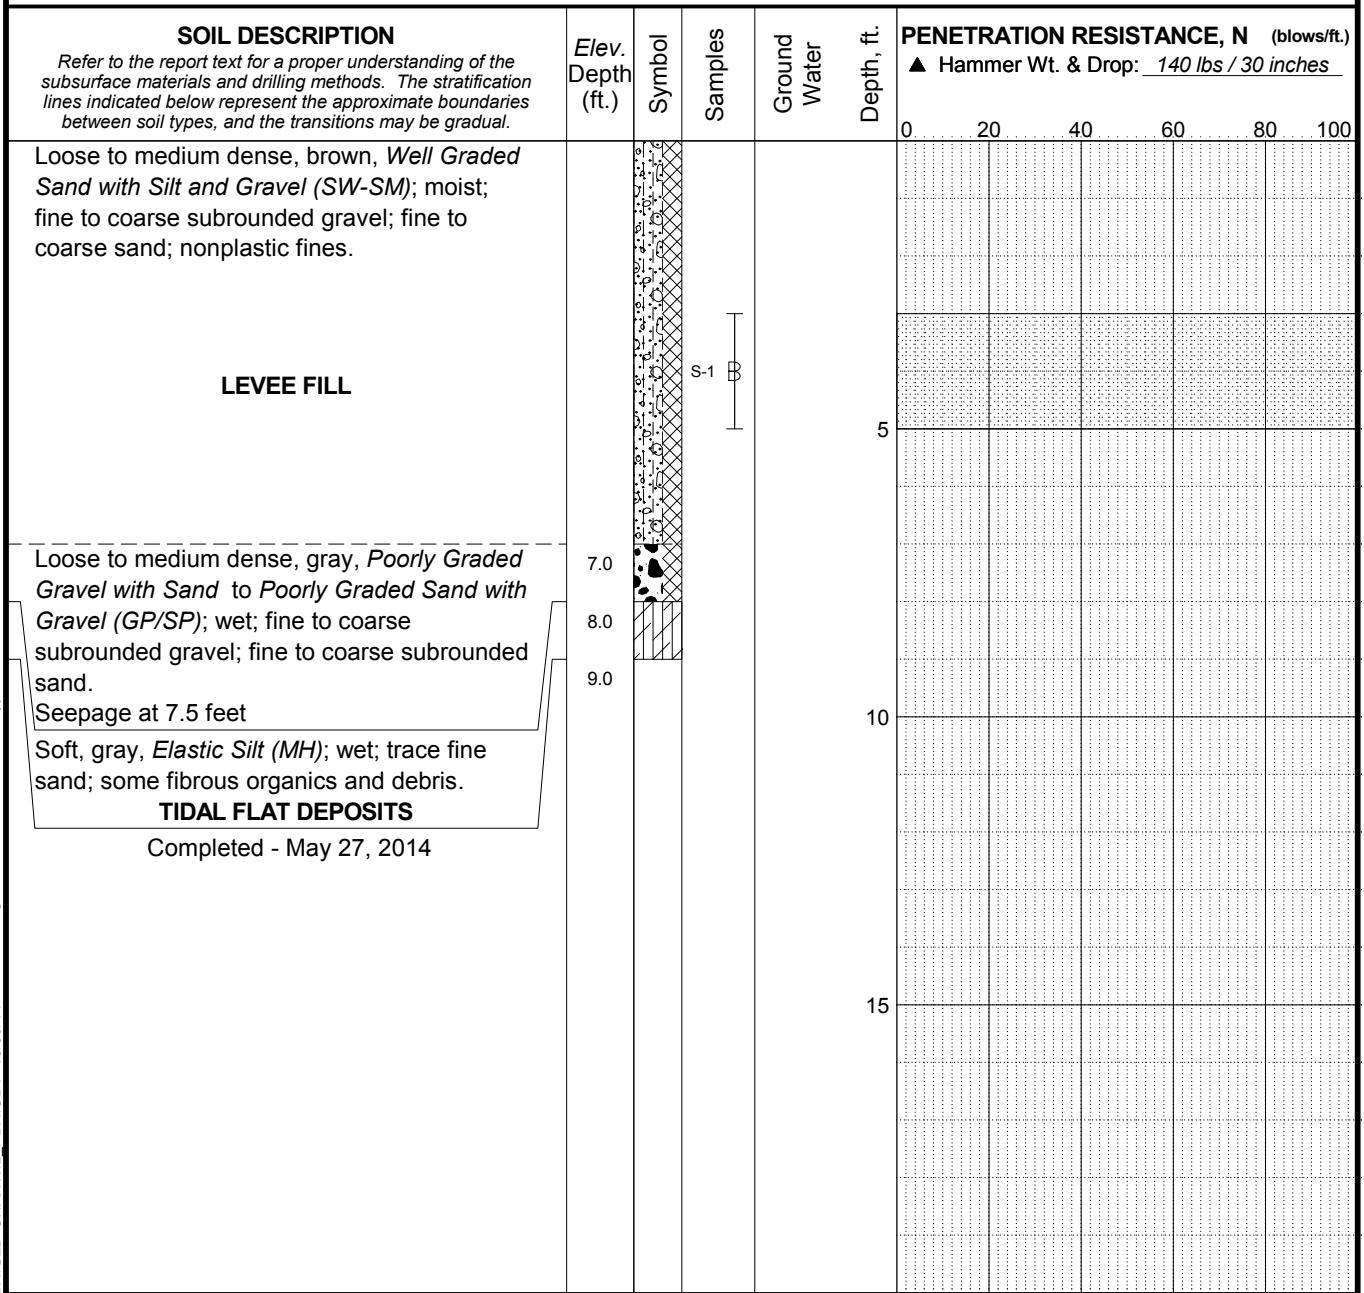 SOIL DESCRIPTION
Refer to the report text for a proper understanding of the
subsurface materials and drilling methods. The stratification
lines indicated below represent the approximate boundaries
between soil types, and the transitions may be gradual.
Elev.
Depth
(ft.)
Symbol
Samples
Ground
Water
Depth, ft.
PENETRATION RESISTANCE, N (blows/ft.)
▲ Hammer Wt. & Drop: 140 lbs / 30 inches
0 20 40 60 80 100
Loose to medium dense, brown, Well Graded
Sand with Silt and Gravel (SW-SM); moist;
fine to coarse subrounded gravel; fine to
coarse sand; nonplastic fines.
LEVEE FILL
S-1
5
Loose to medium dense, gray, Poorly Graded
Gravel with Sand to Poorly Graded Sand with
Gravel (GP/SP); wet; fine to coarse
subrounded gravel; fine to coarse subrounded
sand.
Seepage at 7.5 feet
7.0
8.0
9.0
10
Soft, gray, Elastic Silt (MH); wet; trace fine
sand; some fibrous organics and debris.
TIDAL FLAT DEPOSITS
Completed - May 27, 2014
15